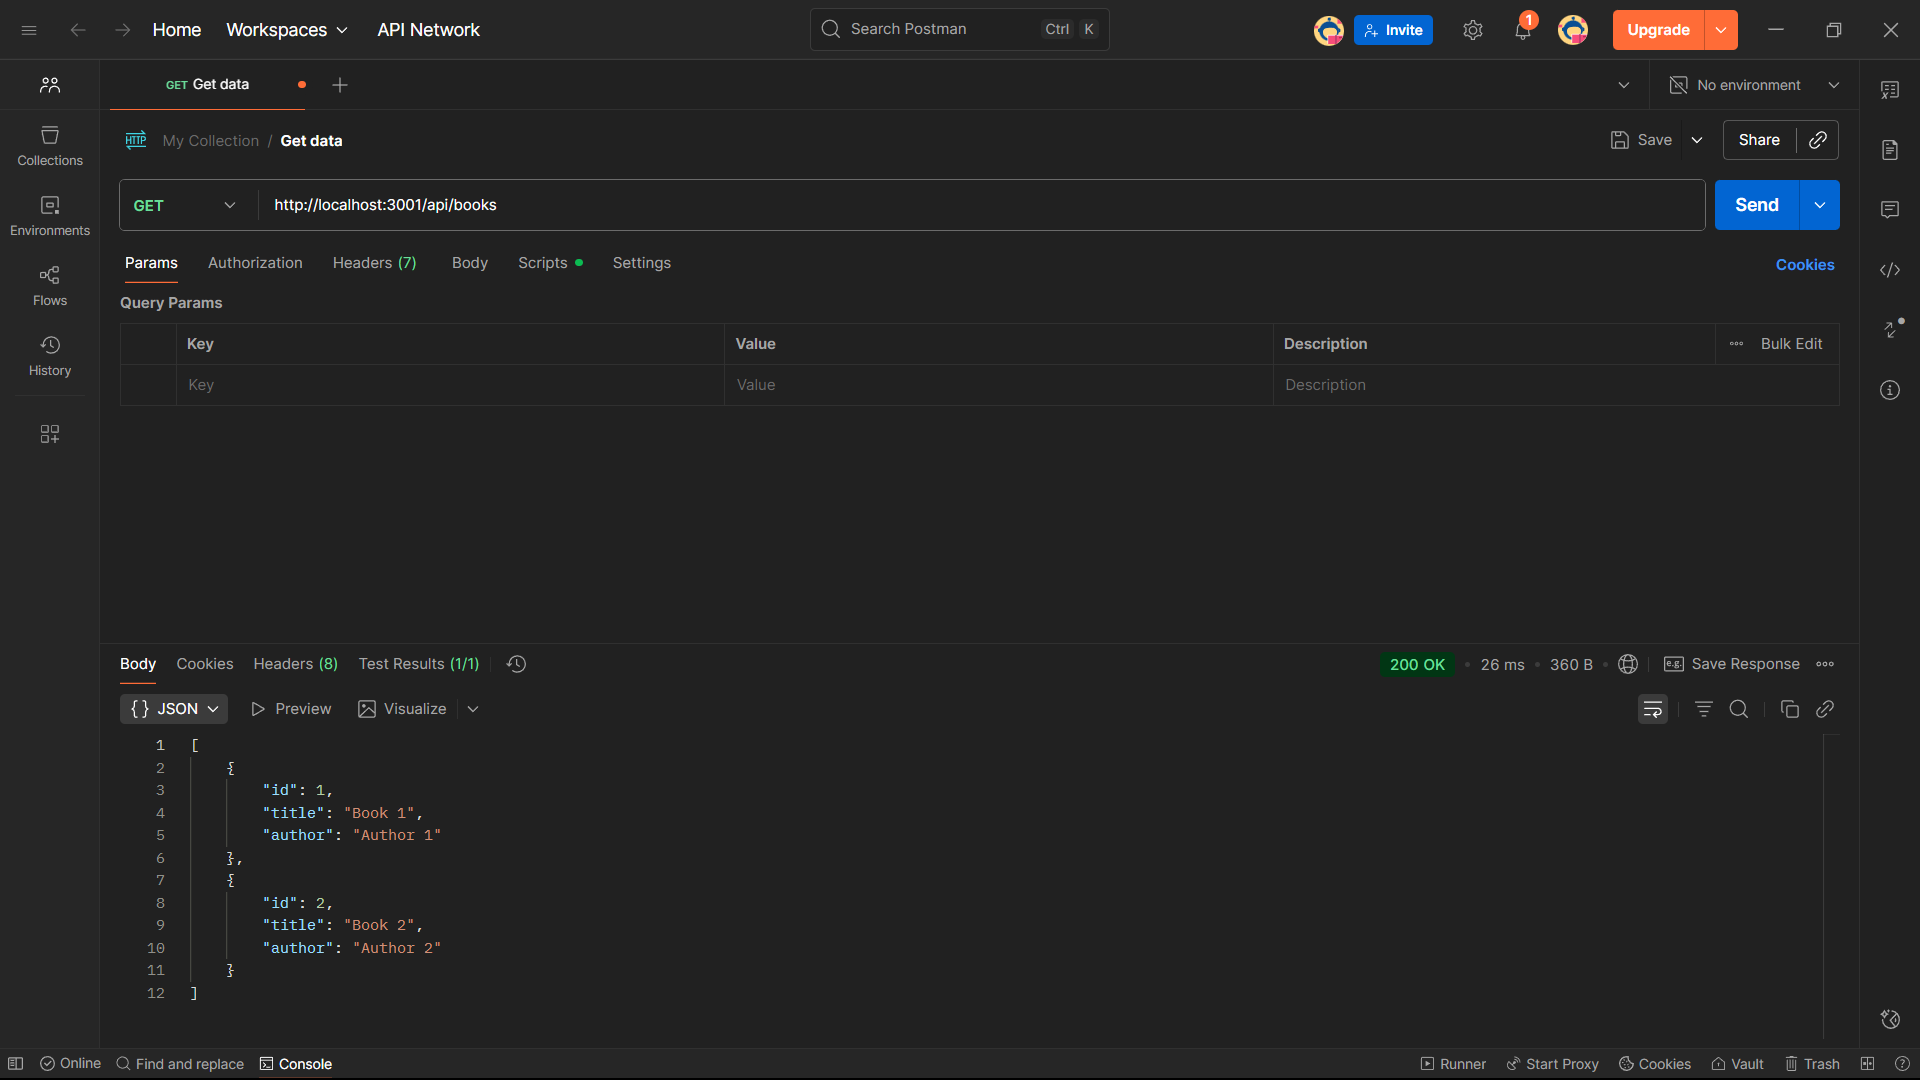 Home Workspaces API Network Search Postman Ctrl K Invite 1 Upgrade
GET Get data No environment
HTTP My Collection / Get data Save Share
GET http://localhost:3001/api/books Send
Params Authorization Headers (7) Body Scripts Settings Cookies
Query Params
Key Value Description Bulk Edit
Key Value Description
Collections
Environments
Flows
History
Body Cookies Headers (8) Test Results (1/1) 200 OK 26 ms 360 B e.g. Save Response
{} JSON Preview Visualize
1 [
2 {
3 "id": 1,
4 "title": "Book 1",
5 "author": "Author 1"
6 },
7 {
8 "id": 2,
9 "title": "Book 2",
10 "author": "Author 2"
11 }
12 ]
Online Find and replace Console Runner Start Proxy Cookies Vault Trash